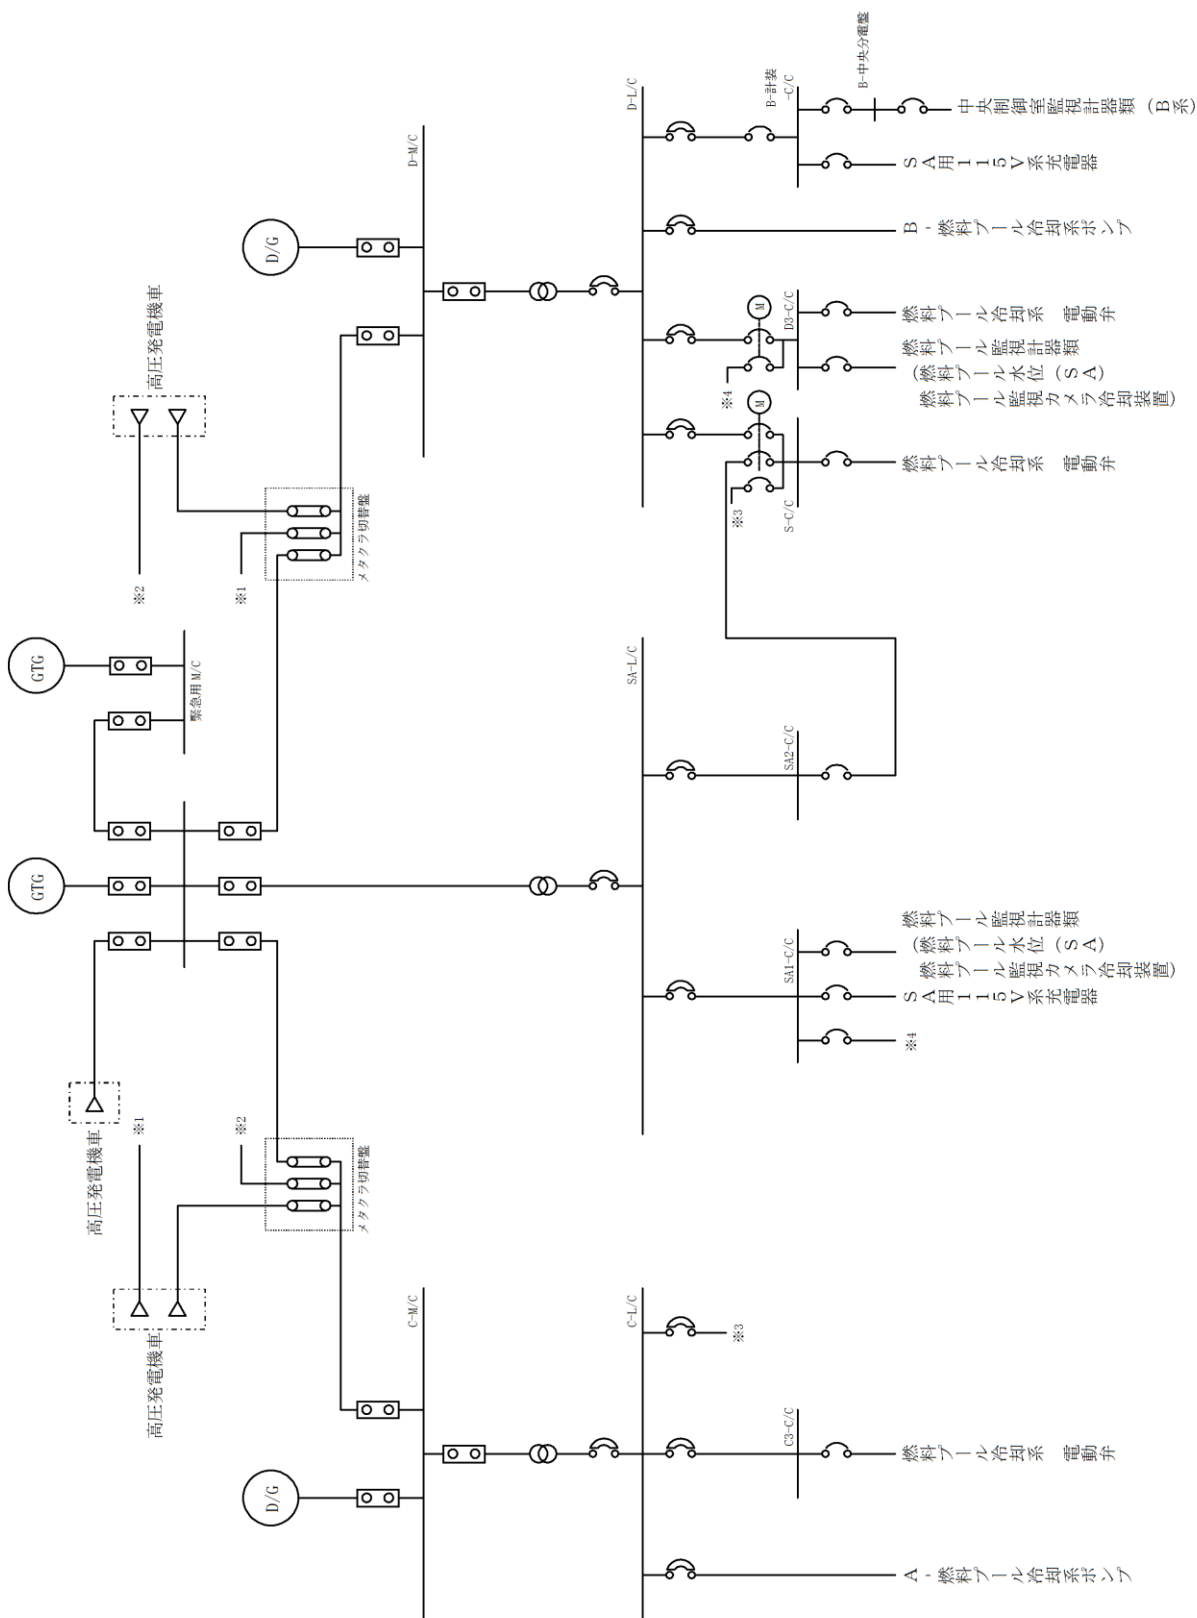 D/G
高圧発電機車
※1
高圧発電機車
GTG
GTG
緊急用 M/C
※2
※1
高圧発電機車
D/G
※2
メタクラ切替盤
メタクラ切替盤
C-M/C
D-M/C
C-L/C
SA-L/C
D-L/C
※3
C3-C/C
SA1-C/C
SA2-C/C
※3
S-C/C
M
※4
M
D3-C/C
B-計装
-C/C
B-中央分電盤
A-燃料プール冷却系ポンプ
燃料プール冷却系 電動弁
※4
SA用115V系充電器
燃料プール監視計器類
(燃料プール水位(SA)
燃料プール監視カメラ冷却装置)
燃料プール冷却系 電動弁
燃料プール監視計器類
(燃料プール水位(SA)
燃料プール監視カメラ冷却装置)
燃料プール冷却系 電動弁
B-燃料プール冷却系ポンプ
SA用115V系充電器
中央制御室監視計器類(B系)